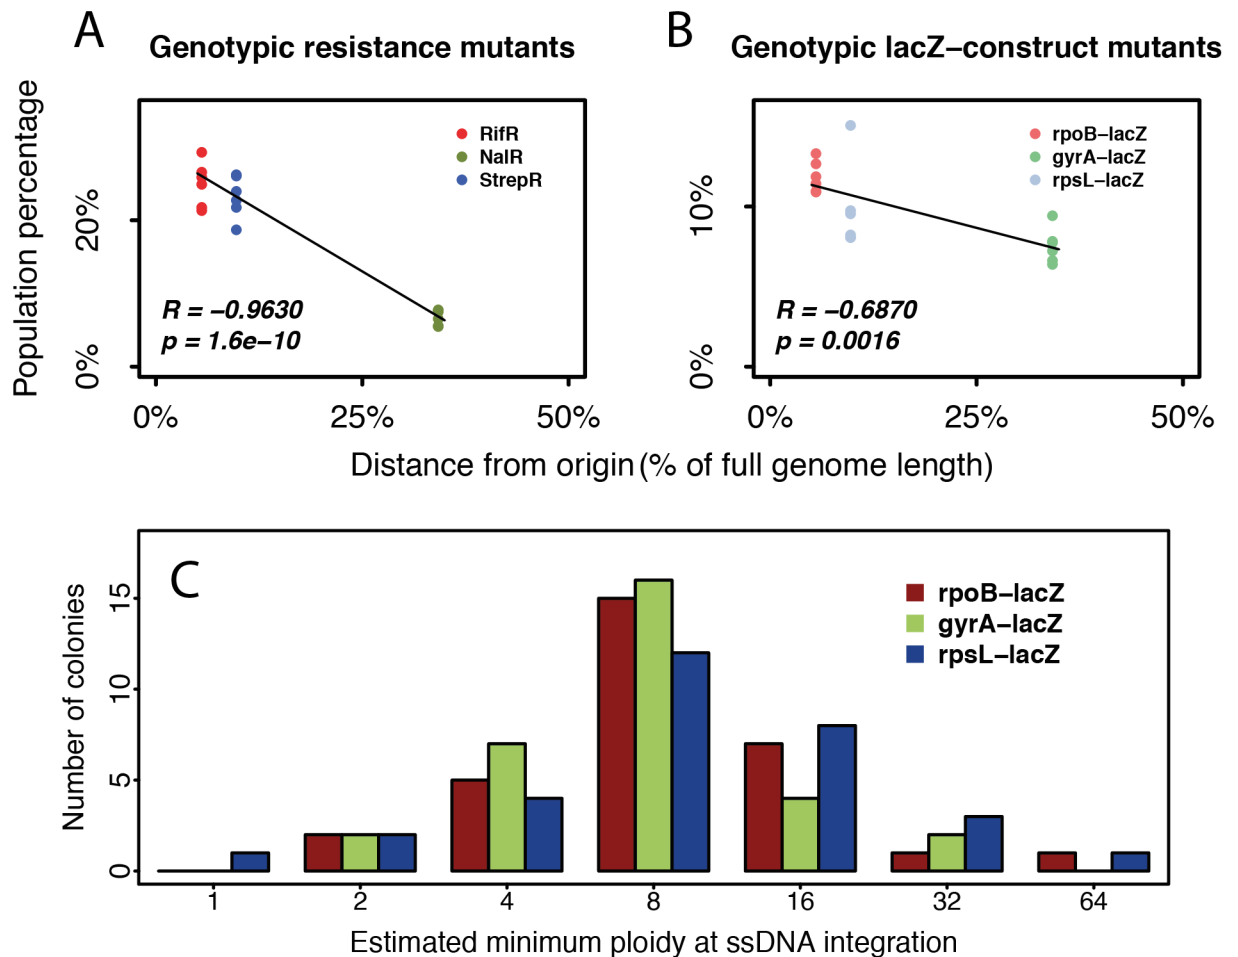 A
Genotypic resistance mutants
Population percentage
20%
0%
RifR
NalR
StrepR
R = −0.9630
p = 1.6e−10
0% 25% 50%
B
Genotypic lacZ−construct mutants
10%
0%
rpoB−lacZ
gyrA−lacZ
rpsL−lacZ
R = −0.6870
p = 0.0016
0% 25% 50%
Distance from origin (% of full genome length)
C
Number of colonies
15
10
5
0
rpoB−lacZ
gyrA−lacZ
rpsL−lacZ
1 2 4 8 16 32 64
Estimated minimum ploidy at ssDNA integration